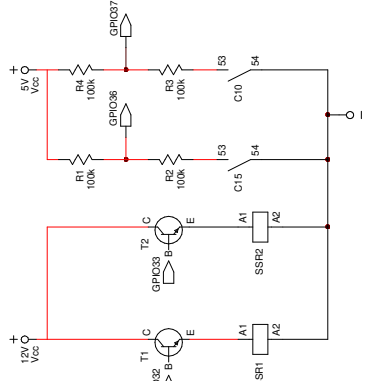 +
5V
Vcc
+
12V
Vcc
R4
100k
GPIO37
R3
100k
53
54
C10
R1
100k
GPIO36
R2
100k
53
54
C15
C
T2
B
E
GPIO33
A1
A2
SSR2
C
T1
B
E
A1
A2